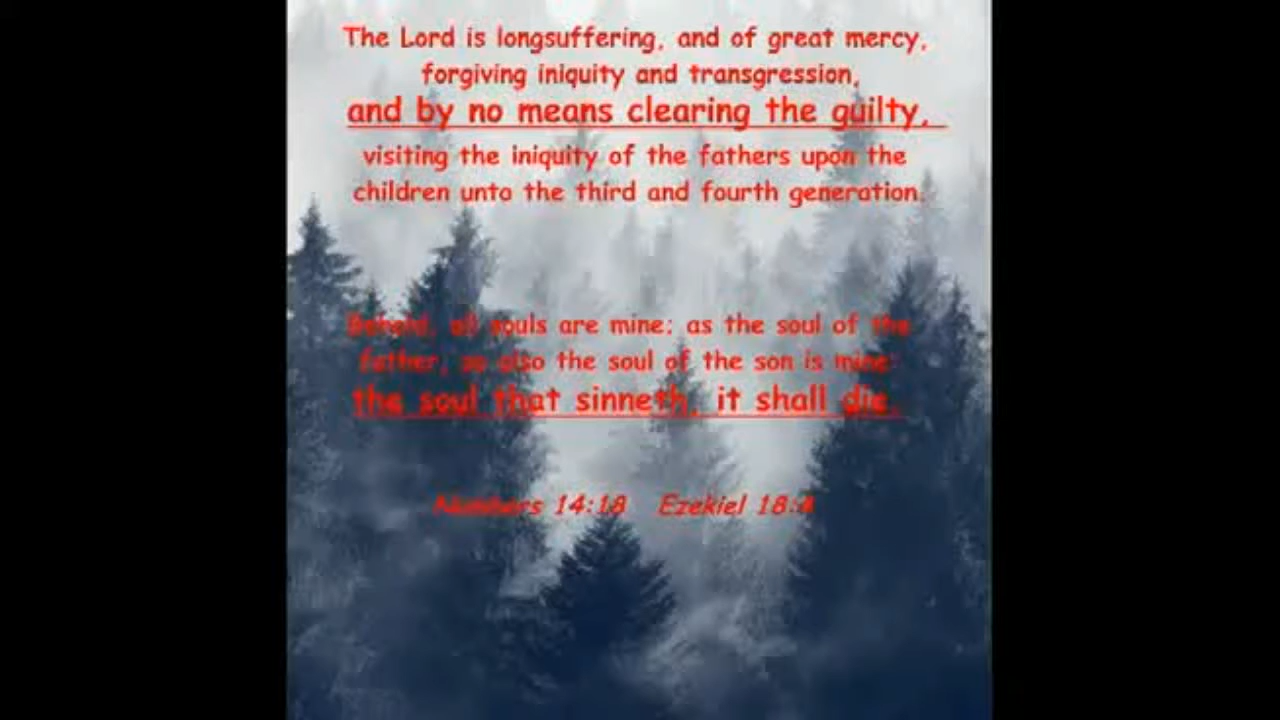 The Lord is longsuffering, and of great mercy,
forgiving iniquity and transgression,
and by no means clearing the guilty,
visiting the iniquity of the fathers upon the
children unto the third and fourth generation.
Behold, all souls are mine; as the soul of the
father, so also the soul of the son is mine:
the soul that sinneth, it shall die.
Numbers 14:18 Ezekiel 18:4